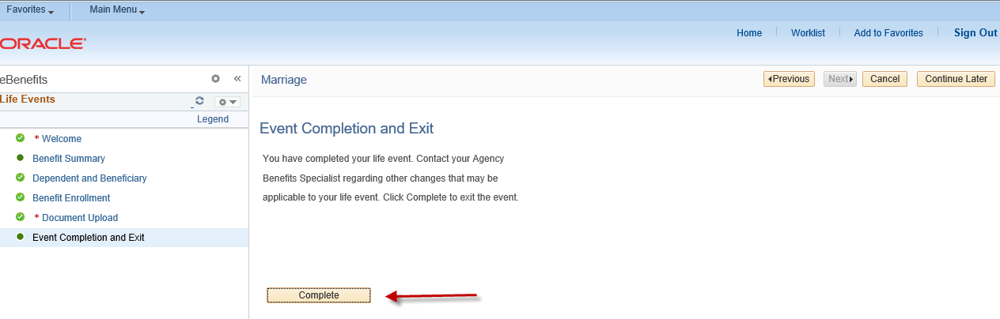 Favorites Main Menu
ORACLE
Home Worklist Add to Favorites Sign Out
eBenefits
Marriage
Previous Next Cancel Continue Later
Life Events
Legend
* Welcome
Benefit Summary
Dependent and Beneficiary
Benefit Enrollment
* Document Upload
Event Completion and Exit
Event Completion and Exit
You have completed your life event. Contact your Agency
Benefits Specialist regarding other changes that may be
applicable to your life event. Click Complete to exit the event.
Complete